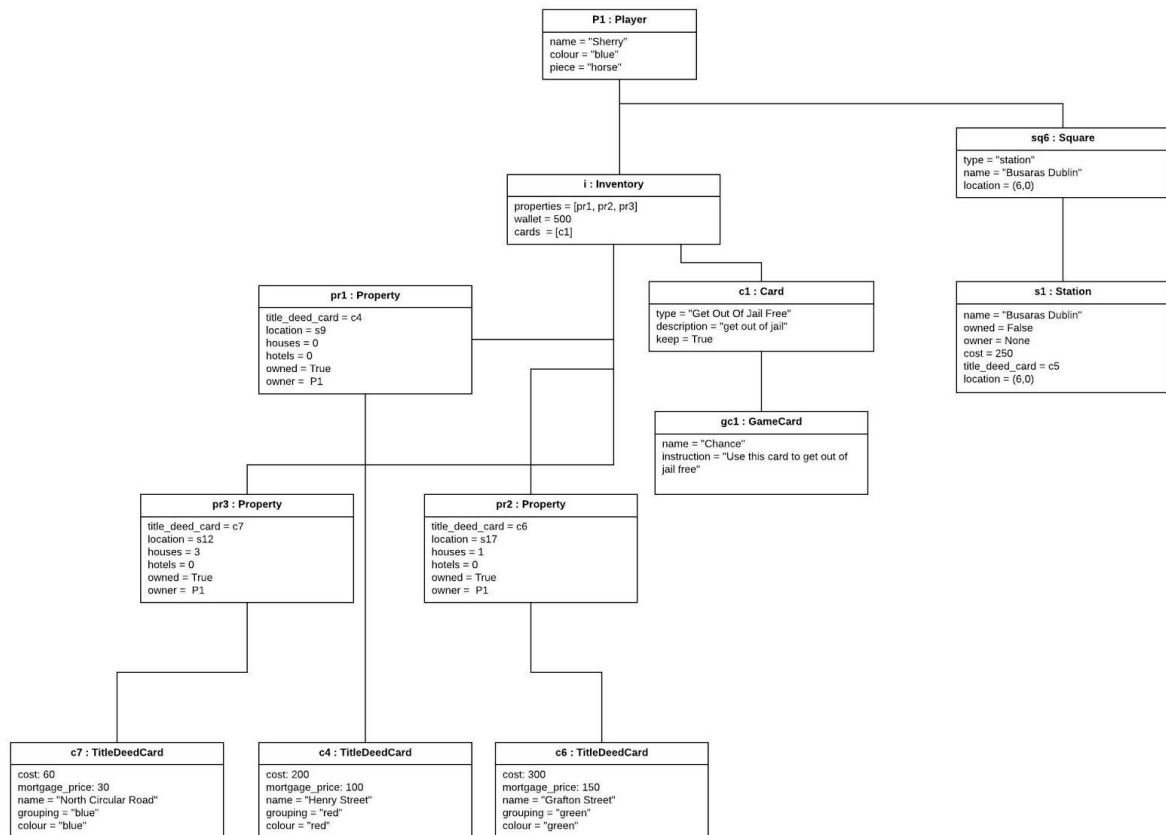 P1 : Player
name = "Sherry"
colour = "blue"
piece = "horse"
sq6 : Square
type = "station"
name = "Busaras Dublin"
location = (6,0)
i : Inventory
properties = [pr1, pr2, pr3]
wallet = 500
cards = [c1]
pr1 : Property
title_deed_card = c4
location = s9
houses = 0
hotels = 0
owned = True
owner = P1
c1 : Card
type = "Get Out Of Jail Free"
description = "get out of jail"
keep = True
s1 : Station
name = "Busaras Dublin"
owned = False
owner = None
cost = 250
title_deed_card = c5
location = (6,0)
gc1 : GameCard
name = "Chance"
instruction = "Use this card to get out of
jail free"
pr3 : Property
title_deed_card = c7
location = s12
houses = 3
hotels = 0
owned = True
owner = P1
pr2 : Property
title_deed_card = c6
location = s17
houses = 1
hotels = 0
owned = True
owner = P1
c7 : TitleDeedCard
cost: 60
mortgage_price: 30
name = "North Circular Road"
grouping = "blue"
colour = "blue"
c4 : TitleDeedCard
cost: 200
mortgage_price: 100
name = "Henry Street"
grouping = "red"
colour = "red"
c6 : TitleDeedCard
cost: 300
mortgage_price: 150
name = "Grafton Street"
grouping = "green"
colour = "green"